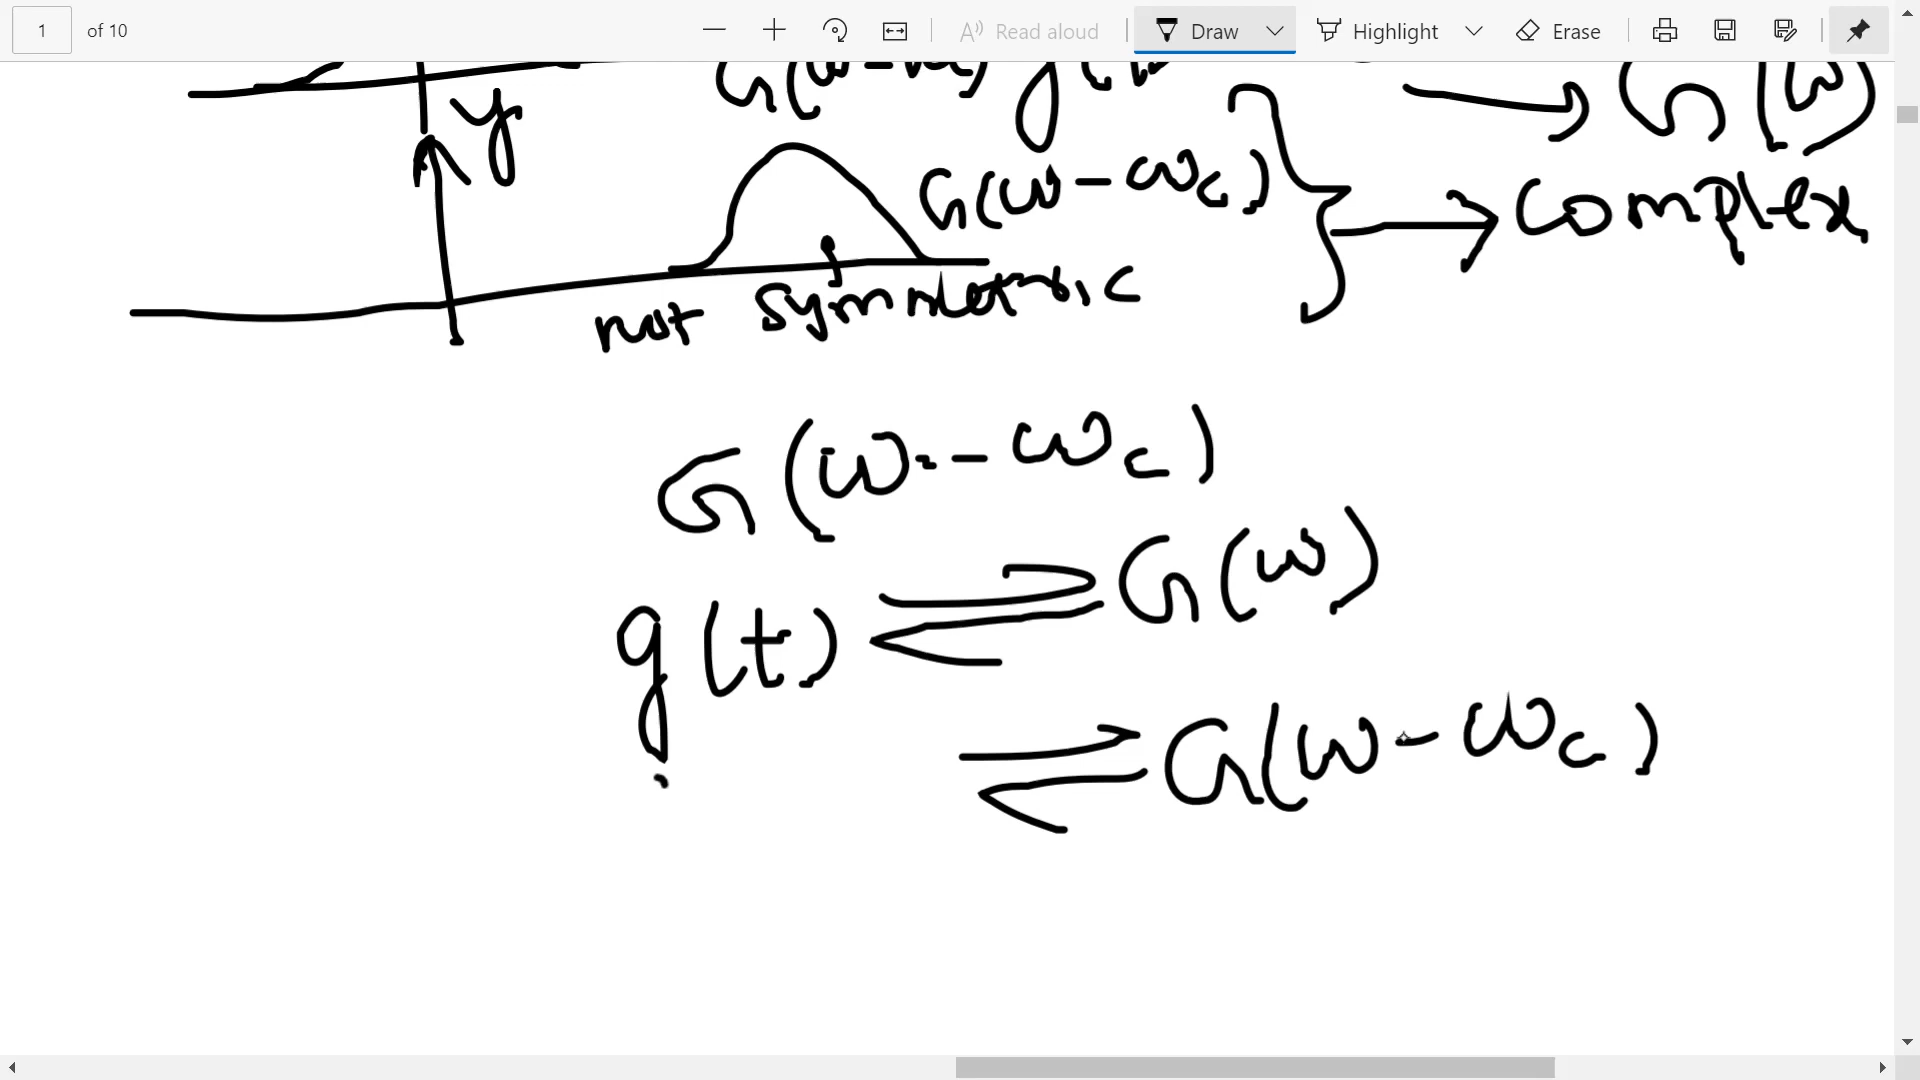 1 of 10 Read aloud Draw Highlight Erase
y
G(ω)
G(ω-ωc)
complex
not symmetric
G(ω--ωc)
g(t) ⇌ G(ω)
⇌ G(ω-ωc)